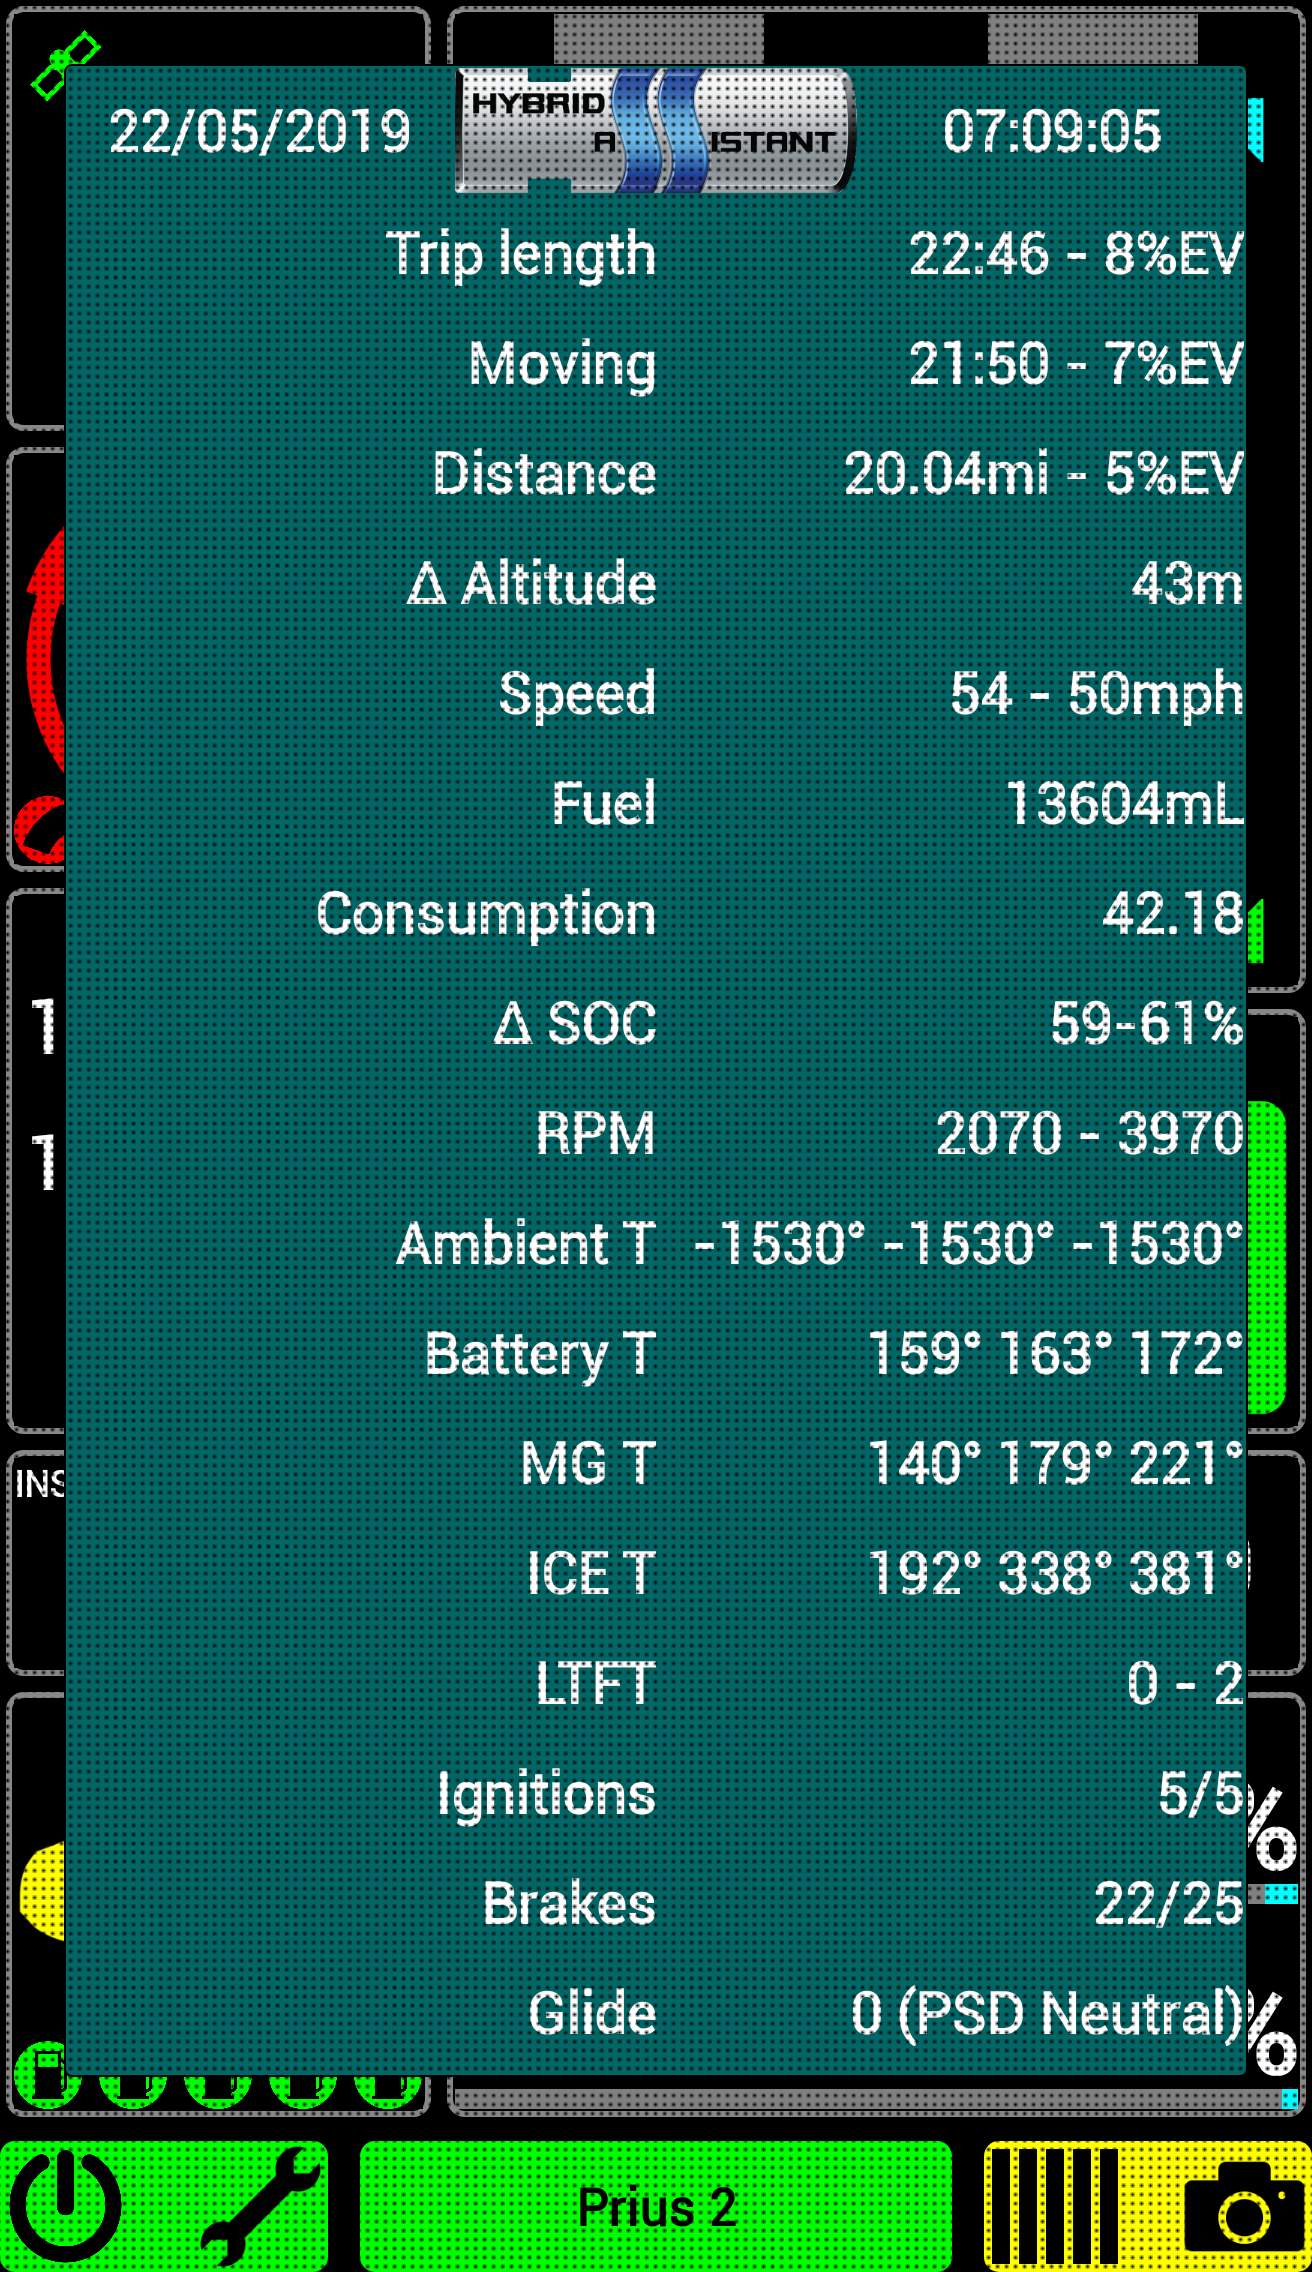 22/05/2019 HYBRID ASSISTANT 07:09:05
Trip length 22:46 - 8%EV
Moving 21:50 - 7%EV
Distance 20.04mi - 5%EV
Δ Altitude 43m
Speed 54 - 50mph
Fuel 13604mL
Consumption 42.18
Δ SOC 59-61%
1
RPM 2070 - 3970
1
Ambient T -1530° -1530° -1530°
Battery T 159° 163° 172°
MG T 140° 179° 221°
INS
ICE T 192° 338° 381°
LTFT 0 - 2
Ignitions 5/5
%
Brakes 22/25
Glide 0 (PSD Neutral)
%
Prius 2